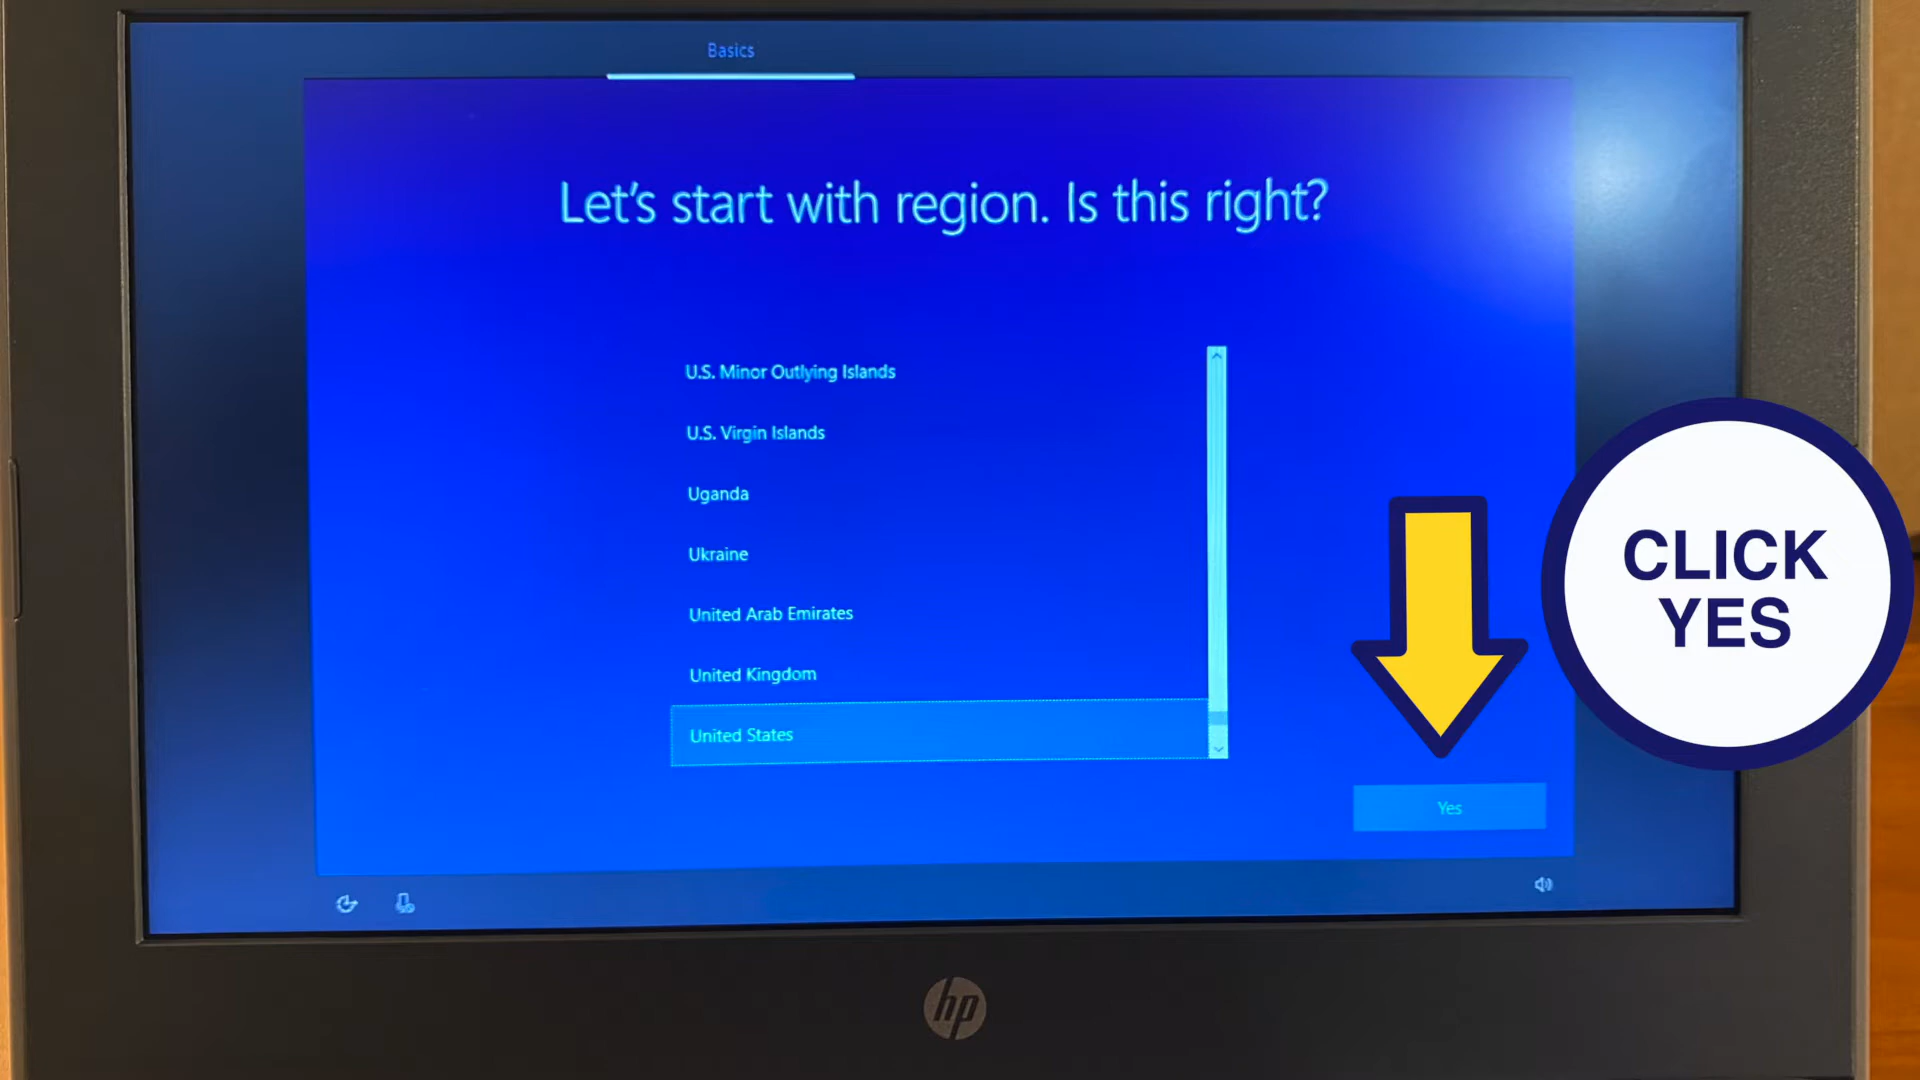 Basics
Let's start with region. Is this right?
U.S. Minor Outlying Islands
U.S. Virgin Islands
Uganda
Ukraine
United Arab Emirates
United Kingdom
United States
CLICK
YES
Yes
hp